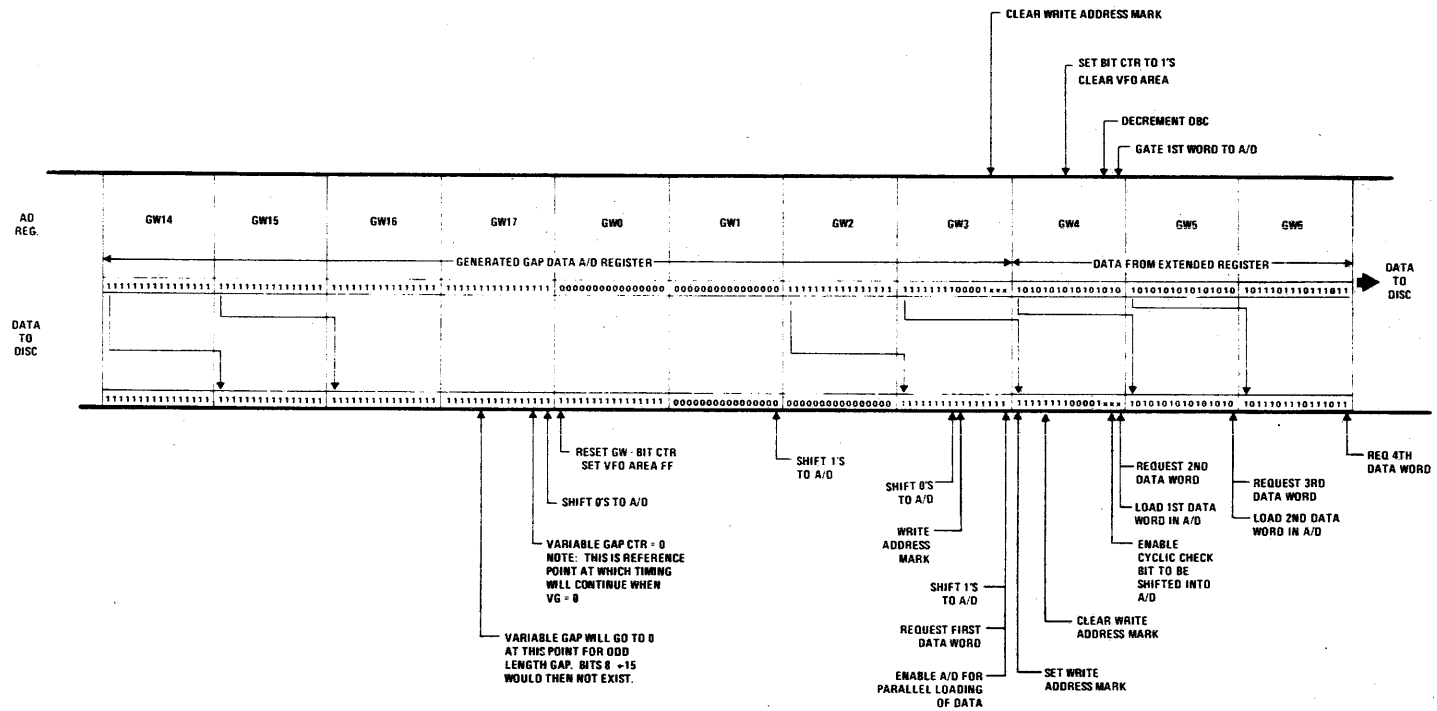 CLEAR WRITE ADDRESS MARK
SET BIT CTR TO 1'S
CLEAR VFO AREA
DECREMENT DBC
GATE 1ST WORD TO A/D
AD
REG.
GW14 GW15 GW16 GW17 GW0 GW1 GW2 GW3 GW4 GW5 GW6
GENERATED GAP DATA A/D REGISTER
DATA FROM EXTENDED REGISTER
1111111111111111 1111111111111111 1111111111111111 1111111111111111 0000000000000000 0000000000000000 1111111111111111 1111111100001xxx 1010101010101010 1010101010101010 1011101110111011
DATA
TO
DISC
DATA
TO
DISC
1111111111111111 1111111111111111 1111111111111111 1111111111111111 1111111111111111 0000000000000000 0000000000000000 1111111111111111 1111111100001xxx 1010101010101010 1011101110111011
RESET GW - BIT CTR
SET VFO AREA FF
SHIFT 0'S TO A/D
VARIABLE GAP CTR = 0
NOTE: THIS IS REFERENCE
POINT AT WHICH TIMING
WILL CONTINUE WHEN
VG = 0
VARIABLE GAP WILL GO TO 0
AT THIS POINT FOR ODD
LENGTH GAP. BITS 8 →15
WOULD THEN NOT EXIST.
SHIFT 1'S
TO A/D
SHIFT 0'S
TO A/D
WRITE
ADDRESS
MARK
SHIFT 1'S
TO A/D
REQUEST FIRST
DATA WORD
ENABLE A/D FOR
PARALLEL LOADING
OF DATA
SET WRITE
ADDRESS MARK
CLEAR WRITE
ADDRESS MARK
REQUEST 2ND
DATA WORD
LOAD 1ST DATA
WORD IN A/D
ENABLE
CYCLIC CHECK
BIT TO BE
SHIFTED INTO
A/D
REQUEST 3RD
DATA WORD
LOAD 2ND DATA
WORD IN A/D
REQ 4TH
DATA WORD